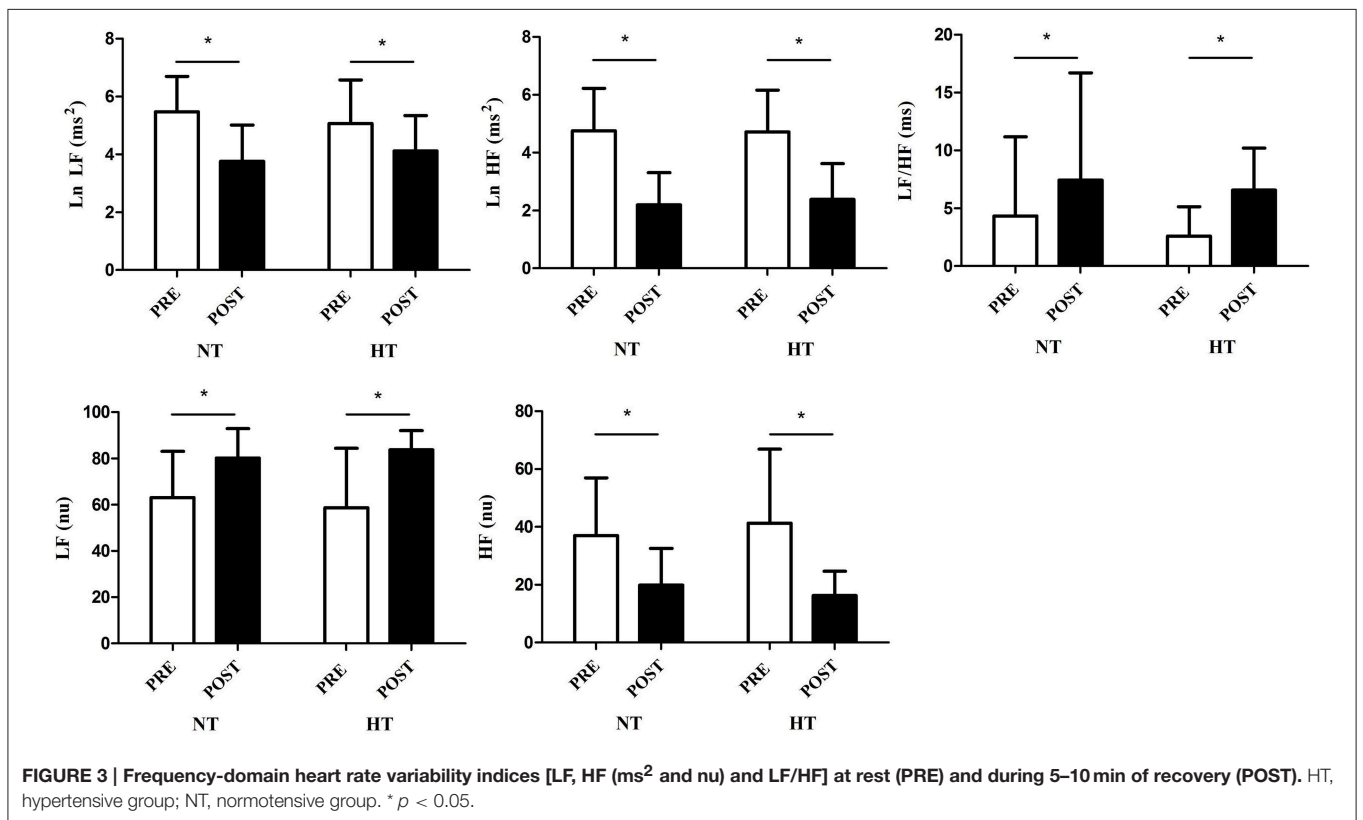 Ln LF (ms²)
8
6
4
2
0
*
*
PRE
POST
PRE
POST
NT
HT
Ln HF (ms²)
8
6
4
2
0
*
*
PRE
POST
PRE
POST
NT
HT
LF/HF (ms)
20
15
10
5
0
*
*
PRE
POST
PRE
POST
NT
HT
LF (nu)
100
80
60
40
20
0
*
*
PRE
POST
PRE
POST
NT
HT
HF (nu)
80
60
40
20
0
*
*
PRE
POST
PRE
POST
NT
HT
FIGURE 3 | Frequency-domain heart rate variability indices [LF, HF (ms² and nu) and LF/HF] at rest (PRE) and during 5–10 min of recovery (POST). HT,
hypertensive group; NT, normotensive group. * p < 0.05.